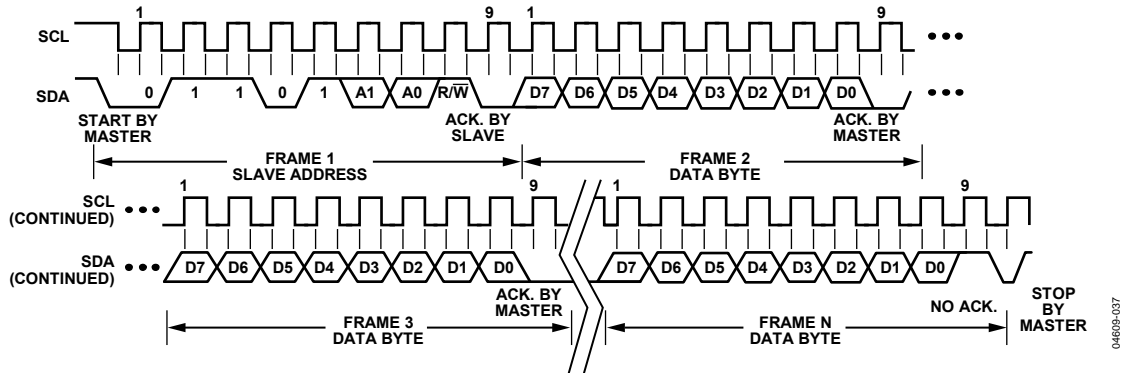 1 9 1 9
SCL
SDA 0 1 1 0 1 A1 A0 R/W̅ D7 D6 D5 D4 D3 D2 D1 D0
START BY MASTER
ACK. BY SLAVE
ACK. BY MASTER
FRAME 1
SLAVE ADDRESS
FRAME 2
DATA BYTE
1 9 1 9
SCL
(CONTINUED)
SDA
(CONTINUED)
D7 D6 D5 D4 D3 D2 D1 D0 D7 D6 D5 D4 D3 D2 D1 D0
ACK. BY MASTER
NO ACK.
STOP BY MASTER
FRAME 3
DATA BYTE
FRAME N
DATA BYTE
04609-037